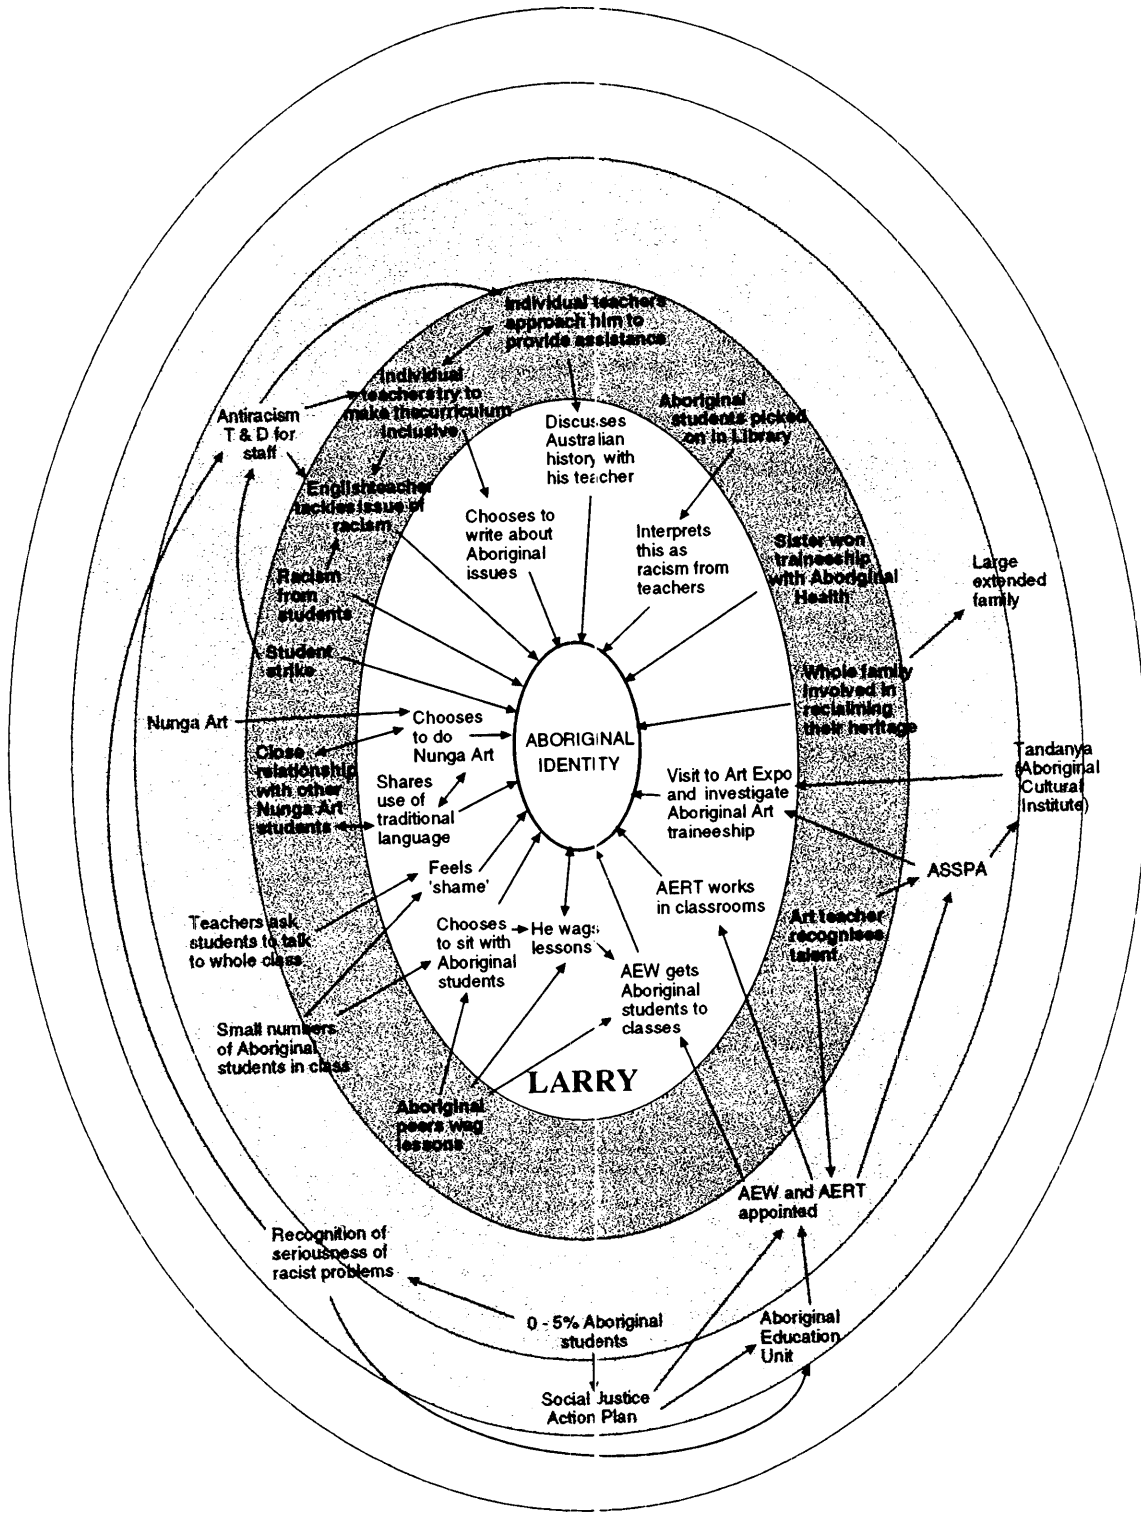 Individual teachers
approach him to
provide assistance
Individual
teachers try to
make thecurriculum
inclusive
Antiracism
T & D for
staff
Discusses
Australian
history with
his teacher
Aboriginal
students picked
on in Library
Englishteacher
tackles issue of
racism
Chooses to
write about
Aboriginal
issues
Interprets
this as
racism from
teachers
Sister won
traineeship
with Aboriginal
Health
Large
extended
family
Racism
from
students
Student
strike
Whole family
involved in
reclaiming
their heritage
Nunga Art
Chooses
to do
Nunga Art
ABORIGINAL
IDENTITY
Close
relationship
with other
Nunga Art
students
Shares
use of
traditional
language
Visit to Art Expo
and investigate
Aboriginal Art
traineeship
Tandanya
(Aboriginal
Cultural
Institute)
Feels
'shame'
AERT works
in classrooms
ASSPA
Teachers ask
students to talk
to whole class
Chooses
to sit with
Aboriginal
students
He wags
lessons
Art teacher
recognises
talent
AEW gets
Aboriginal
students to
classes
Small numbers
of Aboriginal
students in class
LARRY
Aboriginal
peers wag
lessons
AEW and AERT
appointed
Recognition of
seriousness of
racist problems
0 - 5% Aboriginal
students
Aboriginal
Education
Unit
Social Justice
Action Plan